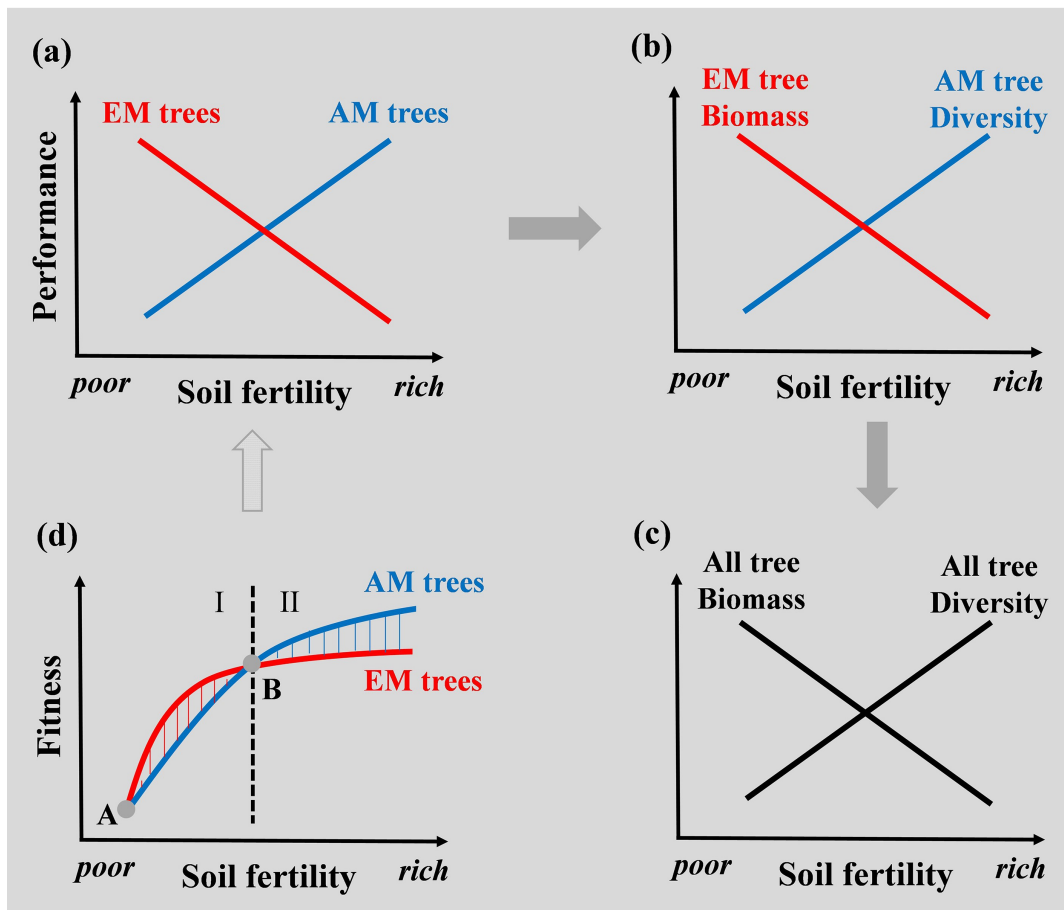 (a)
EM trees
AM trees
Performance
poor
Soil fertility
rich
(b)
EM tree
Biomass
AM tree
Diversity
poor
Soil fertility
rich
(d)
I
II
AM trees
EM trees
A
B
Fitness
poor
Soil fertility
rich
(c)
All tree
Biomass
All tree
Diversity
poor
Soil fertility
rich